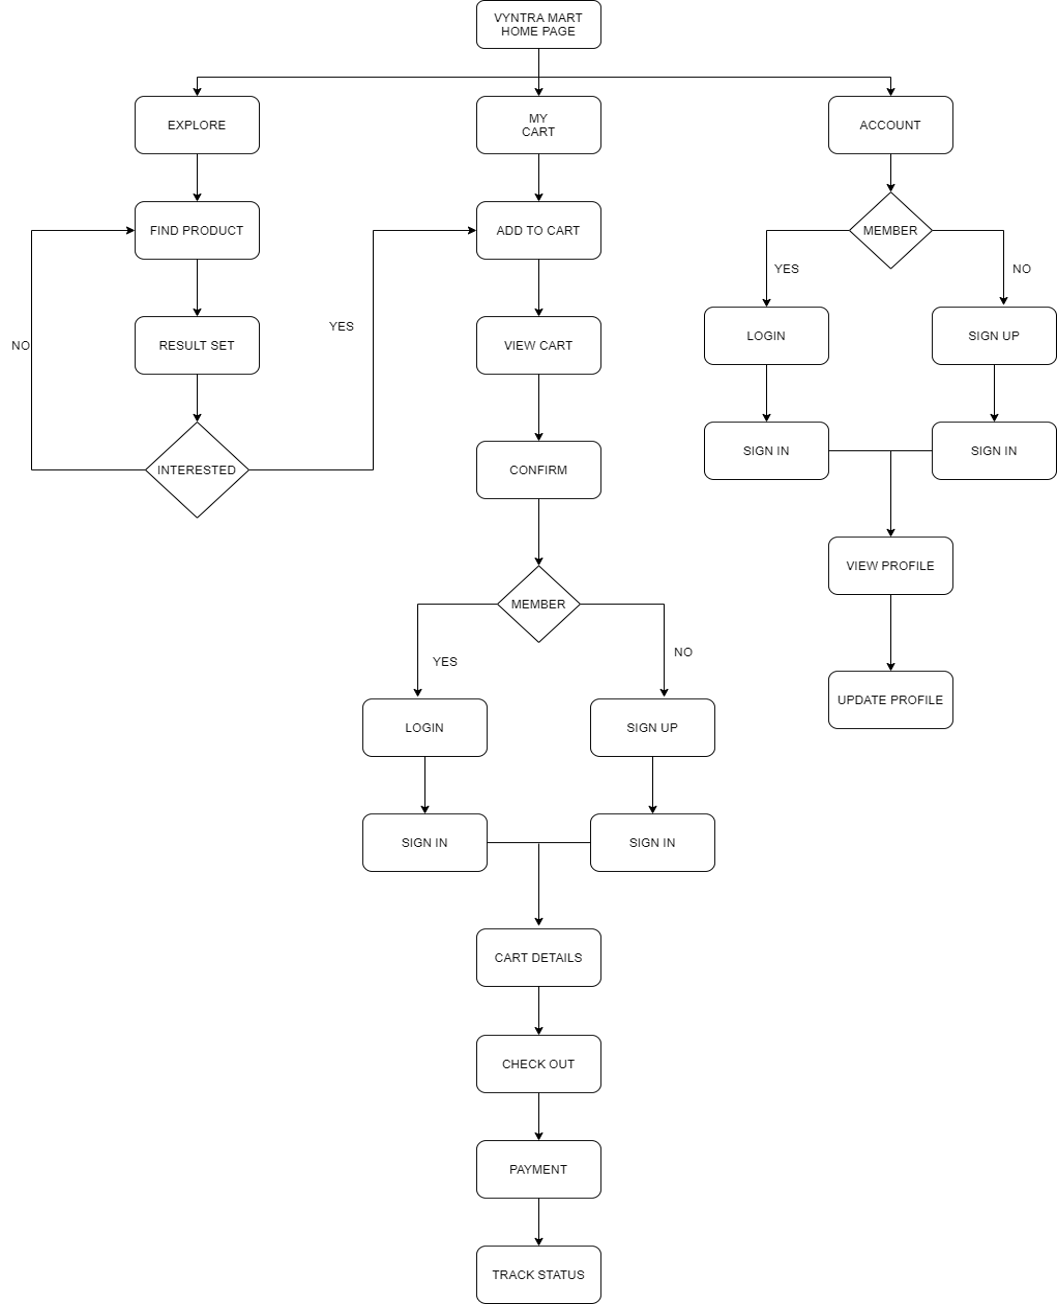 VYNTRA MART
HOME PAGE
EXPLORE
MY
CART
ACCOUNT
FIND PRODUCT
ADD TO CART
MEMBER
YES
NO
YES
NO
RESULT SET
VIEW CART
LOGIN
SIGN UP
INTERESTED
CONFIRM
SIGN IN
SIGN IN
VIEW PROFILE
MEMBER
YES
NO
UPDATE PROFILE
LOGIN
SIGN UP
SIGN IN
SIGN IN
CART DETAILS
CHECK OUT
PAYMENT
TRACK STATUS